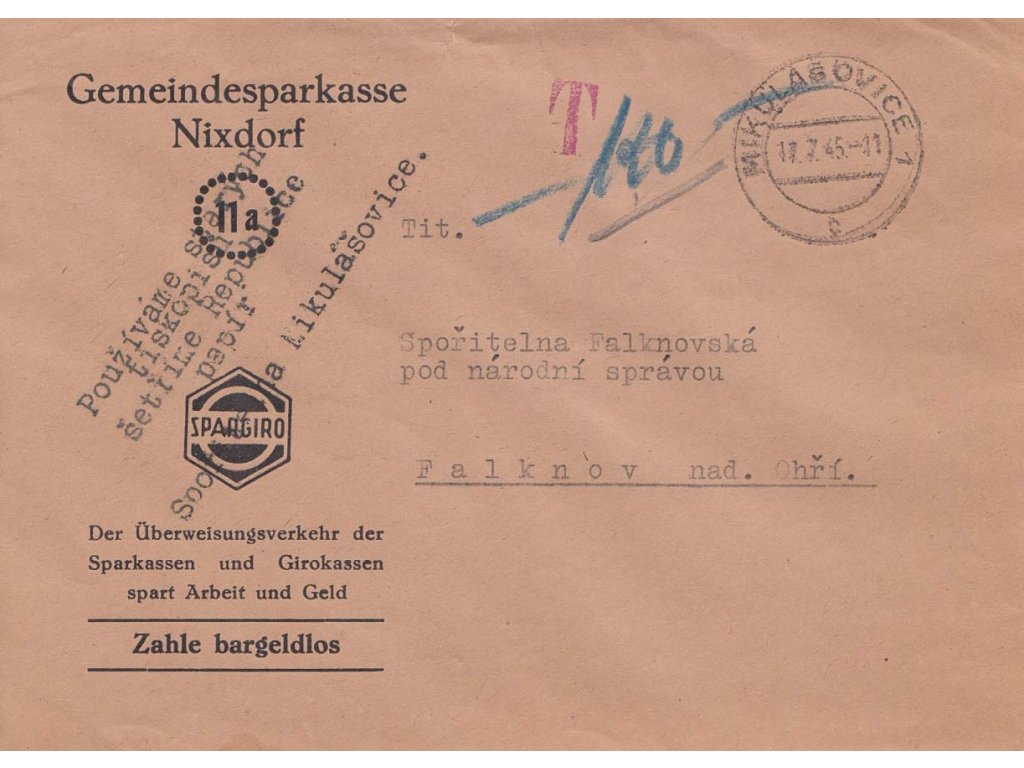 Gemeindesparkasse
Nixdorf
11a
Používáme starých
tiskopisů
šetříme Republice
papír
Spořitelna Mikulášovice.
SPARGIRO
Der Überweisungsverkehr der
Sparkassen und Girokassen
spart Arbeit und Geld
Zahle bargeldlos
T
MIKULÁŠOVICE 1
17.7.45.-11
c
Tit.
Spořitelna Falknovská
pod národní správou
Falknov nad. Ohří.